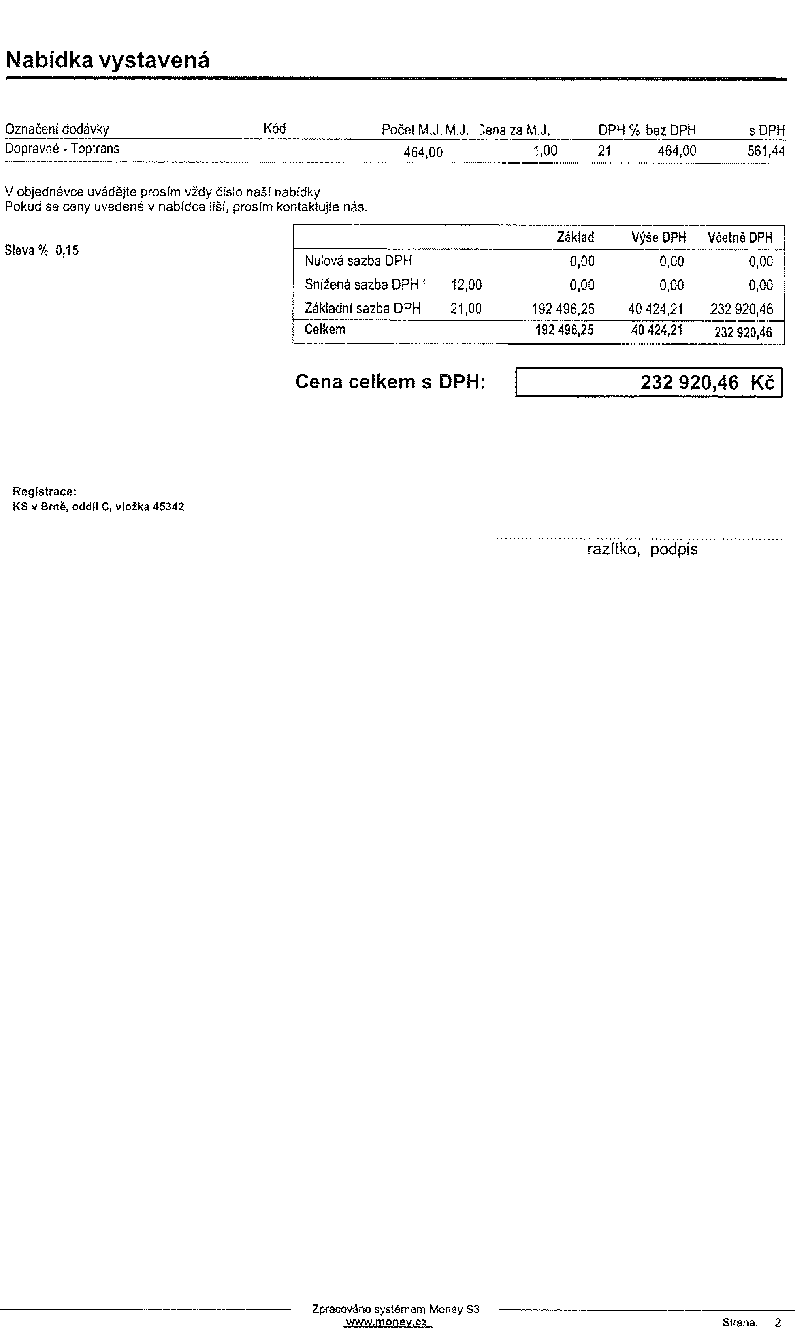 Nabídka vystavená
Označení dodávky Kód Počet M.J. M.J. Cena za M.J. DPH % bez DPH s DPH
Dopravné - Toptrans 464,00 1,00 21 464,00 561,44
V objednávce uvádějte prosím vždy číslo naší nabídky
Pokud se ceny uvedené v nabídce liší, prosím kontaktujte nás.
Sleva % 0,15
Základ Výše DPH Včetně DPH
Nulová sazba DPH 0,00 0,00 0,00
Snížená sazba DPH 12,00 0,00 0,00 0,00
Základní sazba DPH 21,00 192 496,25 40 424,21 232 920,46
Celkem 192 496,25 40 424,21 232 920,46
Cena celkem s DPH: 232 920,46 Kč
Registrace:
KS v Brně, oddíl C, vložka 45342
razítko, podpis
Zpracováno systémem Money S3
www.money.cz
Strana. 2